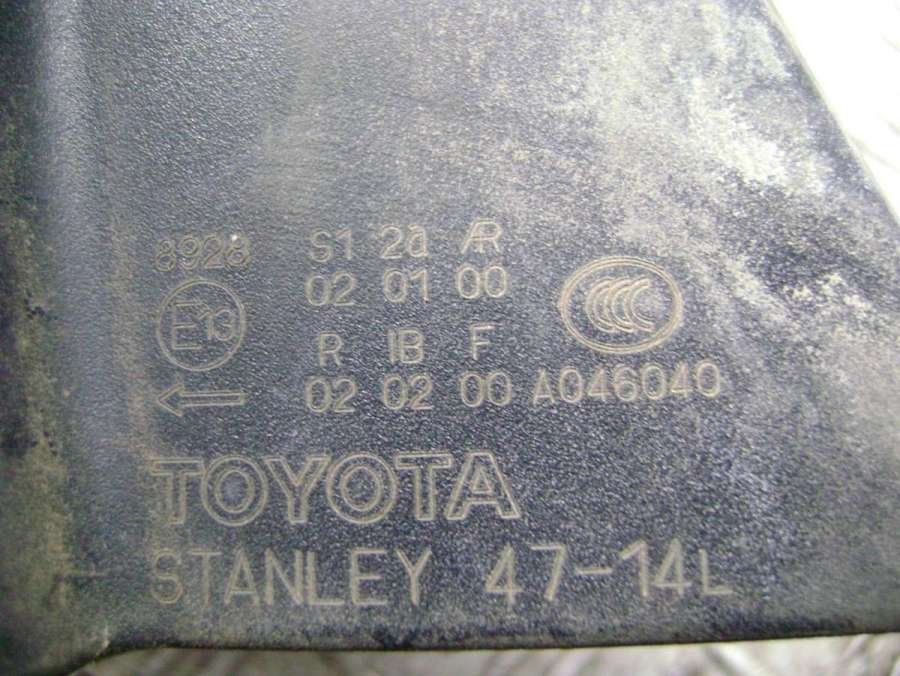 8928 S1 2a AR
02 01 00
E13
R IB F
02 02 00 A046040
TOYOTA
STANLEY 47-14L